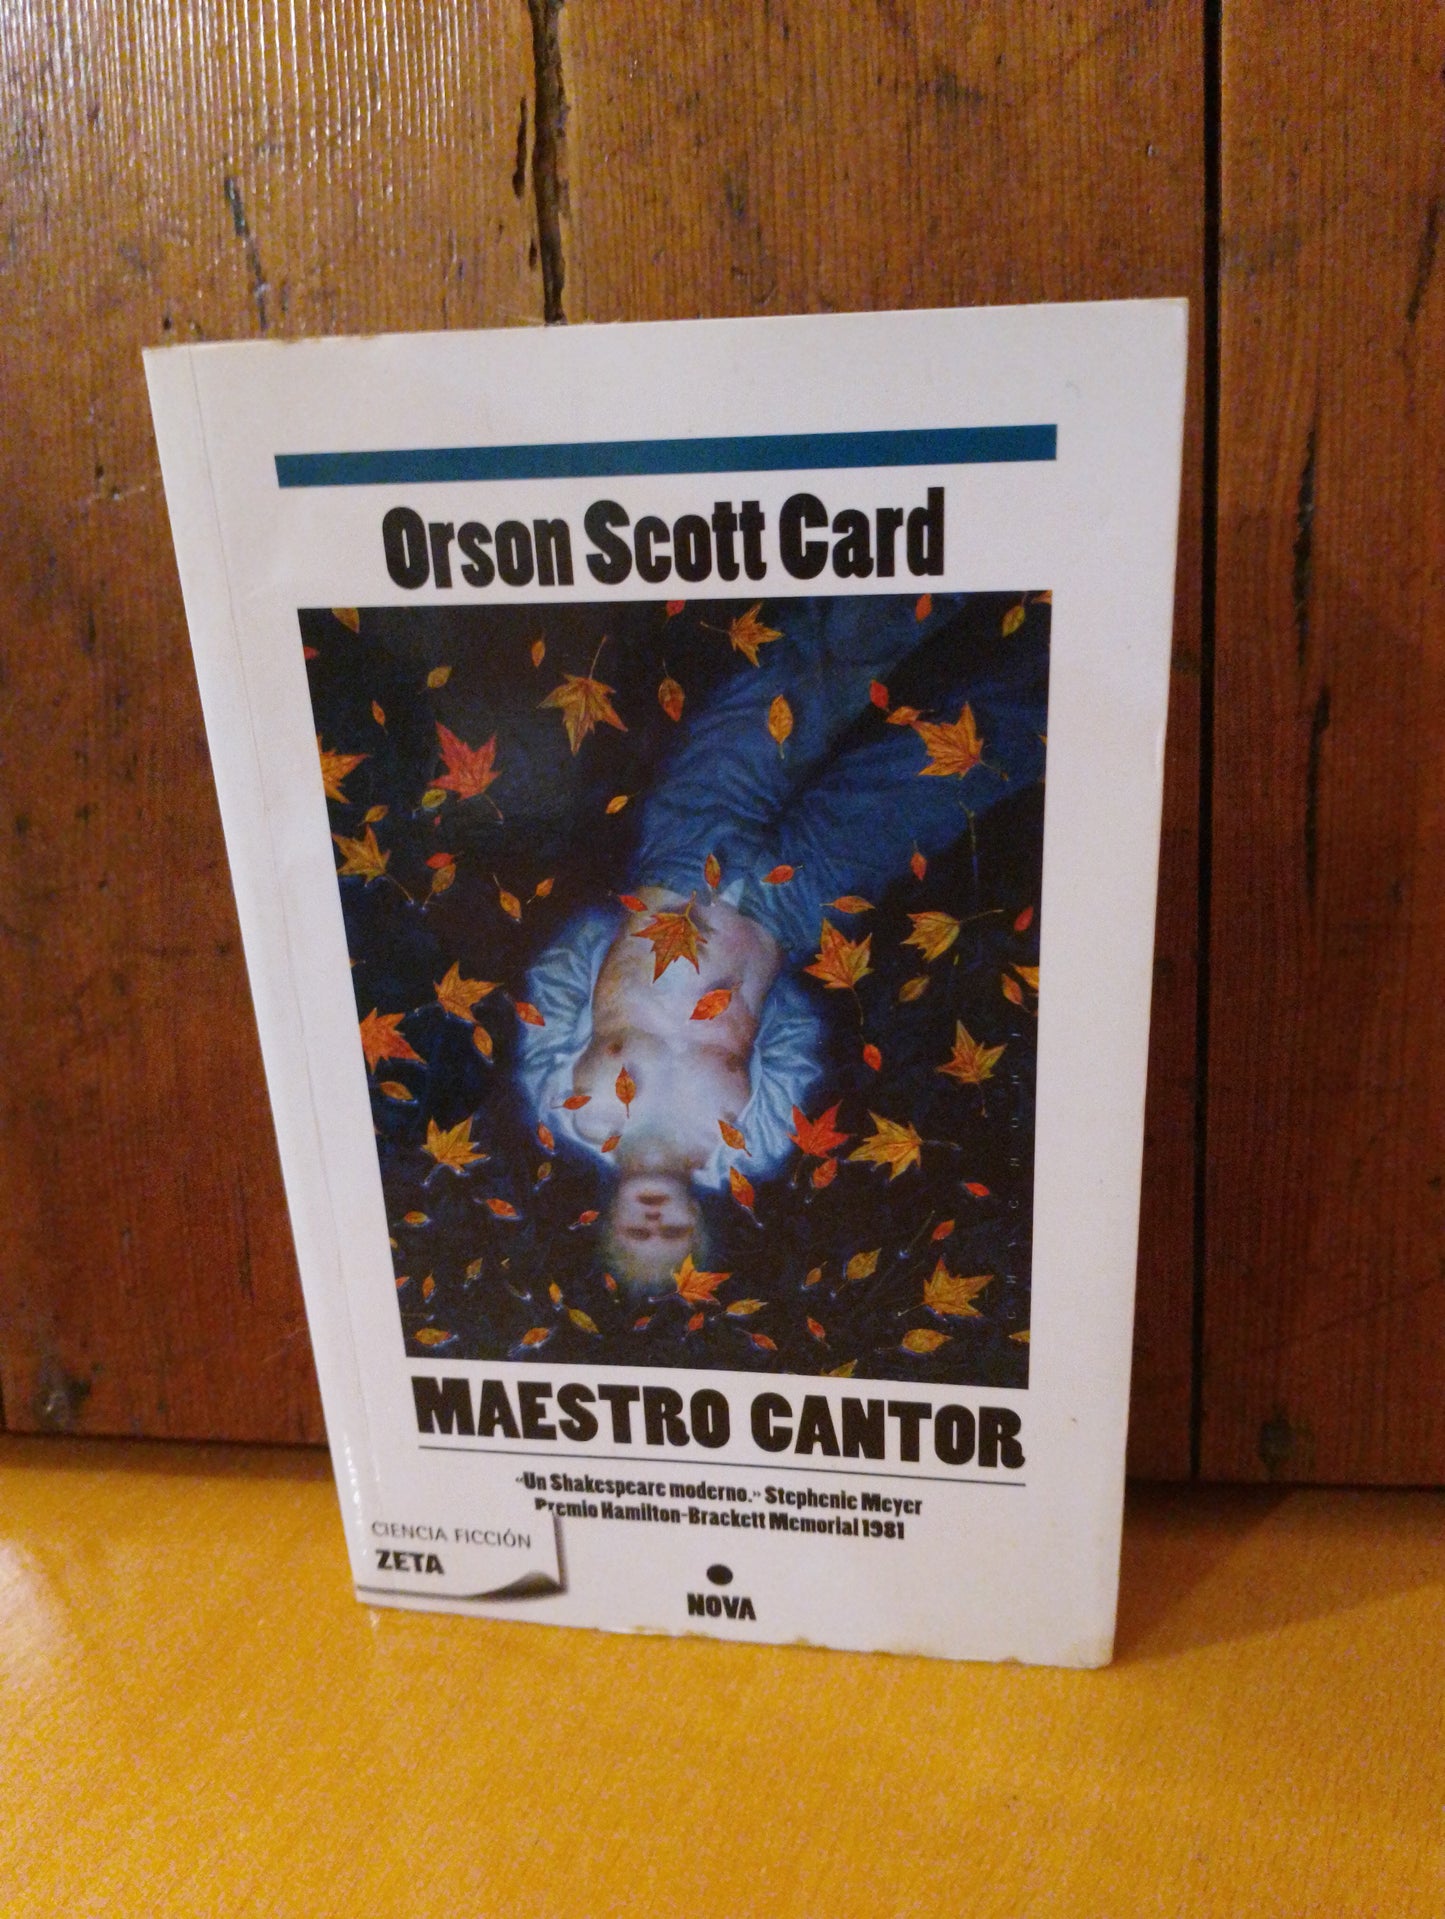 Orson Scott Card
CHICHONI
MAESTRO CANTOR
«Un Shakespeare moderno.» Stephenie Meyer
Premio Hamilton-Brackett Memorial 1981
CIENCIA FICCIÓN
ZETA
NOVA